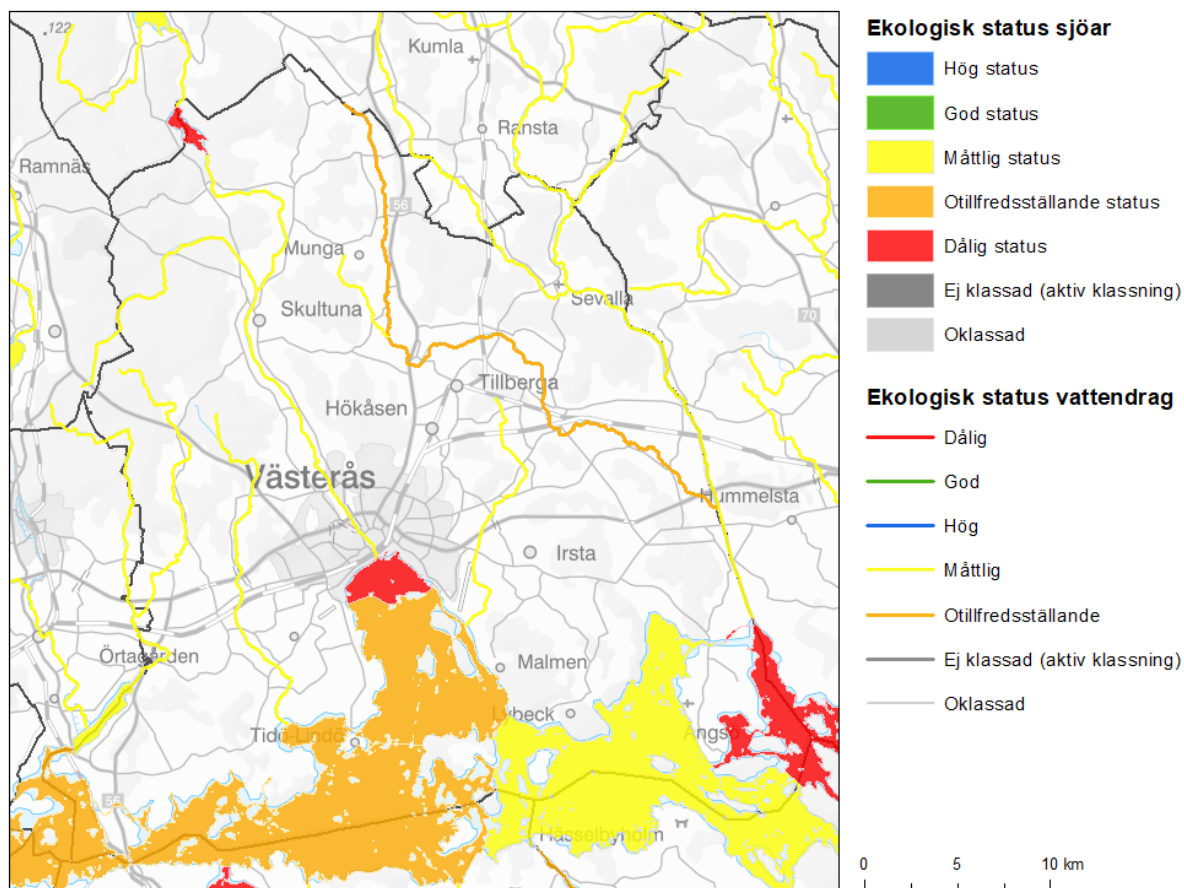 122
Kumla
Ransta
Ramnäs
56
Munga
Sevalla
Skultuna
70
Tillberga
Hökåsen
Västerås
Hummelsta
Irsta
Örtagården
Malmen
Lybeck
Ängsö
Tidö-Lindö
56
Hässelbyholm
Ekologisk status sjöar
Hög status
God status
Måttlig status
Otillfredsställande status
Dålig status
Ej klassad (aktiv klassning)
Oklassad
Ekologisk status vattendrag
Dålig
God
Hög
Måttlig
Otillfredsställande
Ej klassad (aktiv klassning)
Oklassad
0 5 10 km